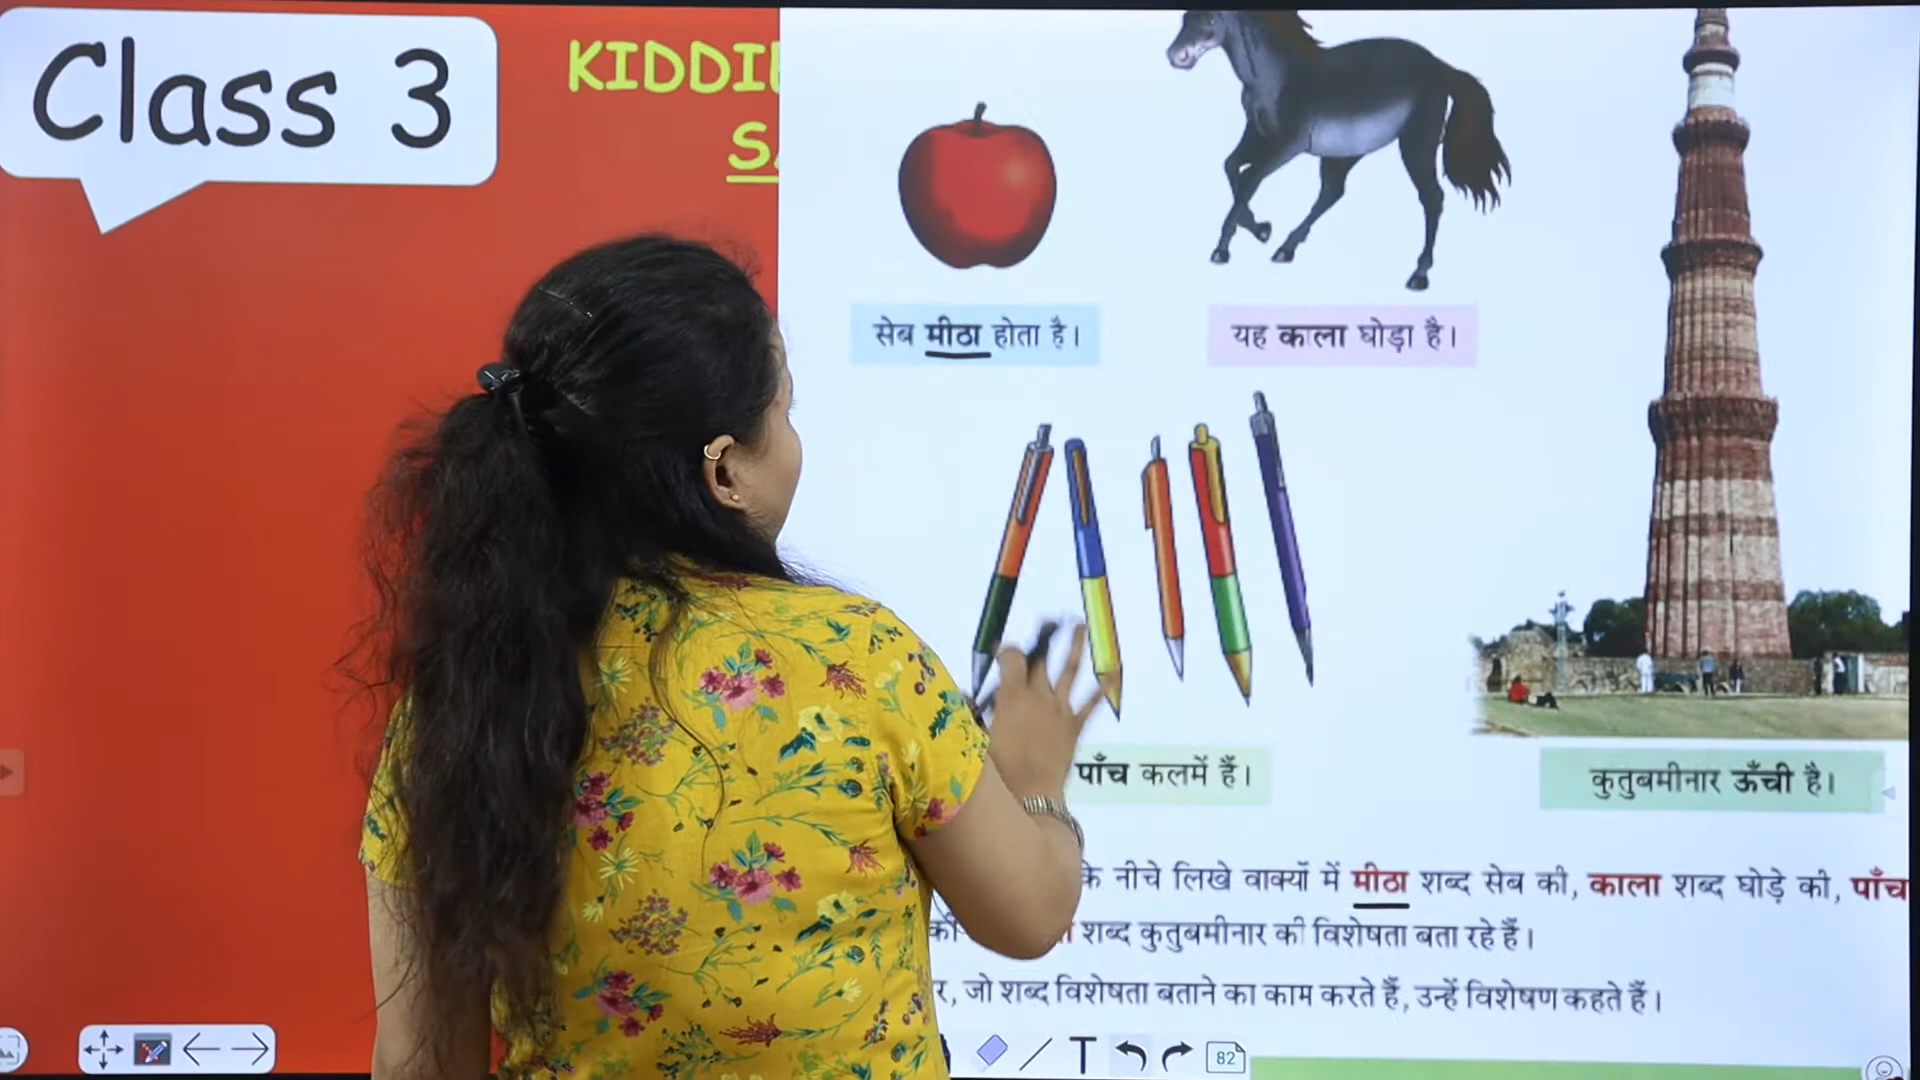 Class 3
KIDDI
S
सेब मीठा होता है।
यह काला घोड़ा है।
पाँच कलमें हैं।
कुतुबमीनार ऊँची है।
के नीचे लिखे वाक्यों में मीठा शब्द सेब की, काला शब्द घोड़े की, पाँच
की शब्द कुतुबमीनार की विशेषता बता रहे हैं।
र, जो शब्द विशेषता बताने का काम करते हैं, उन्हें विशेषण कहते हैं।
T
82